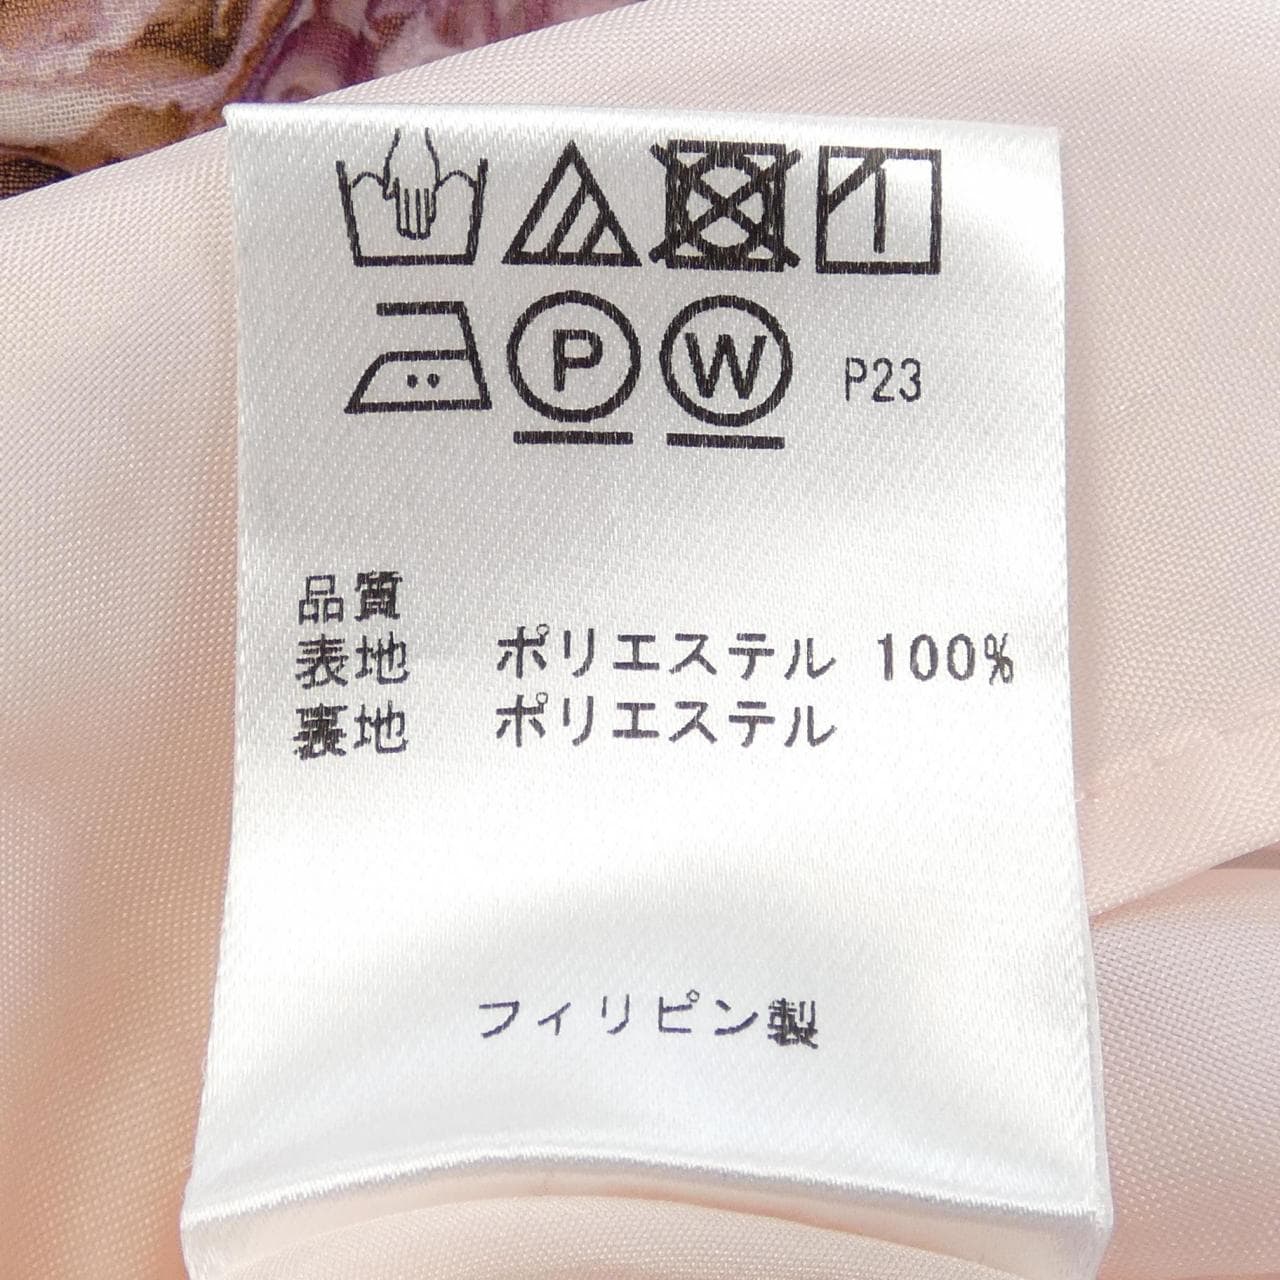 P W P23
品質
表地 ポリエステル 100%
裏地 ポリエステル
フィリピン製